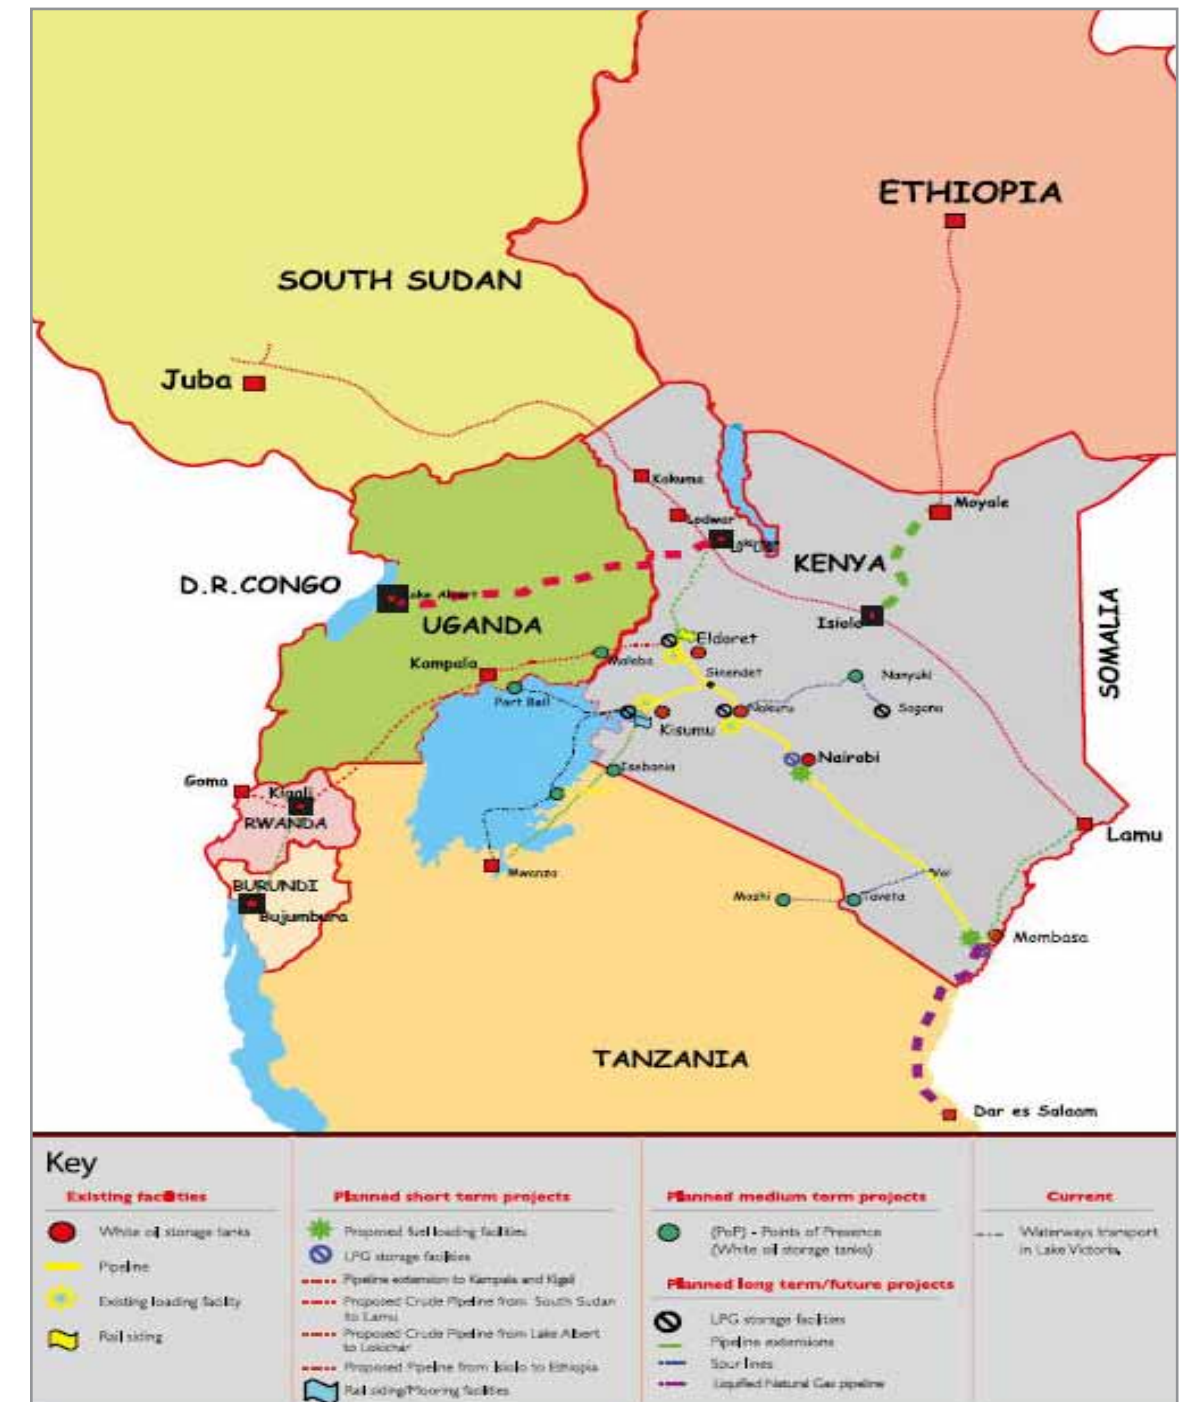 ETHIOPIA
SOUTH SUDAN
Juba
Kakuma
Lodwar
Moyale
KENYA
D.R.CONGO
Lake Albert
UGANDA
Isiolo
SOMALIA
Eldoret
Kampala
Malaba
Sinendet
Nanyuki
Port Bell
Nakuru
Sagana
Kisumu
Nairobi
Isebania
Goma
Kigali
RWANDA
Lamu
Mwanza
Voi
BURUNDI
Moshi
Taveta
Bujumbura
Mombasa
TANZANIA
Dar es Salaam
Key
Existing facilties
White oil storage tanks
Pipeline
Existing loading facility
Rail siding
Planned short term projects
Proposed fuel loading facilities
LPG storage facilities
Pipeline extension to Kampala and Kigali
Proposed Crude Pipeline from South Sudan
to Lamu
Proposed Crude Pipeline from Lake Albert
to Lokichar
Proposed Pipeline from Isiolo to Ethiopia
Rail siding/Mooring facilities
Planned medium term projects
(PoP) - Points of Presence
(White oil storage tanks)
Planned long term/future projects
LPG storage facilities
Pipeline extensions
Spur lines
Liquified Natural Gas pipeline
Current
Waterways transport
in Lake Victoria.